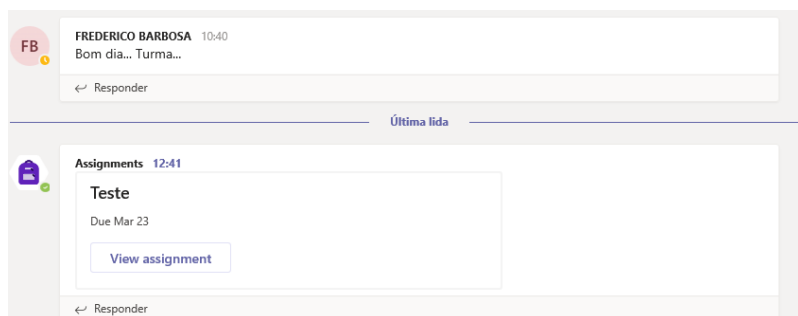 FB
FREDERICO BARBOSA 10:40
Bom dia... Turma...
Responder
Última lida
Assignments 12:41
Teste
Due Mar 23
View assignment
Responder